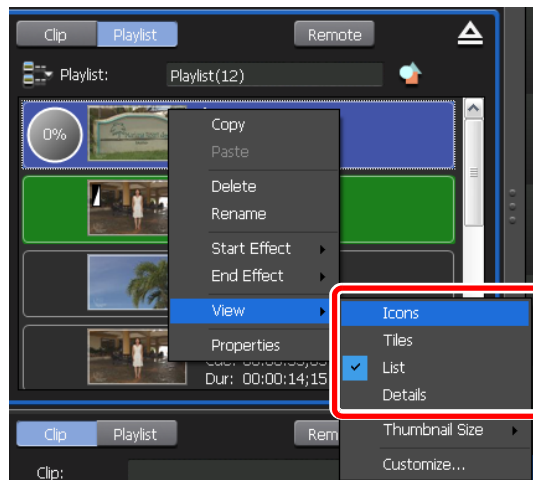 Clip Playlist Remote
Playlist: Playlist(12)
0%
Copy
Paste
Delete
Rename
Start Effect
End Effect
View
Properties
Icons
Tiles
List
Details
Thumbnail Size
Customize...
Dur: 00:00:14;15
Clip Playlist Rem
Clip: